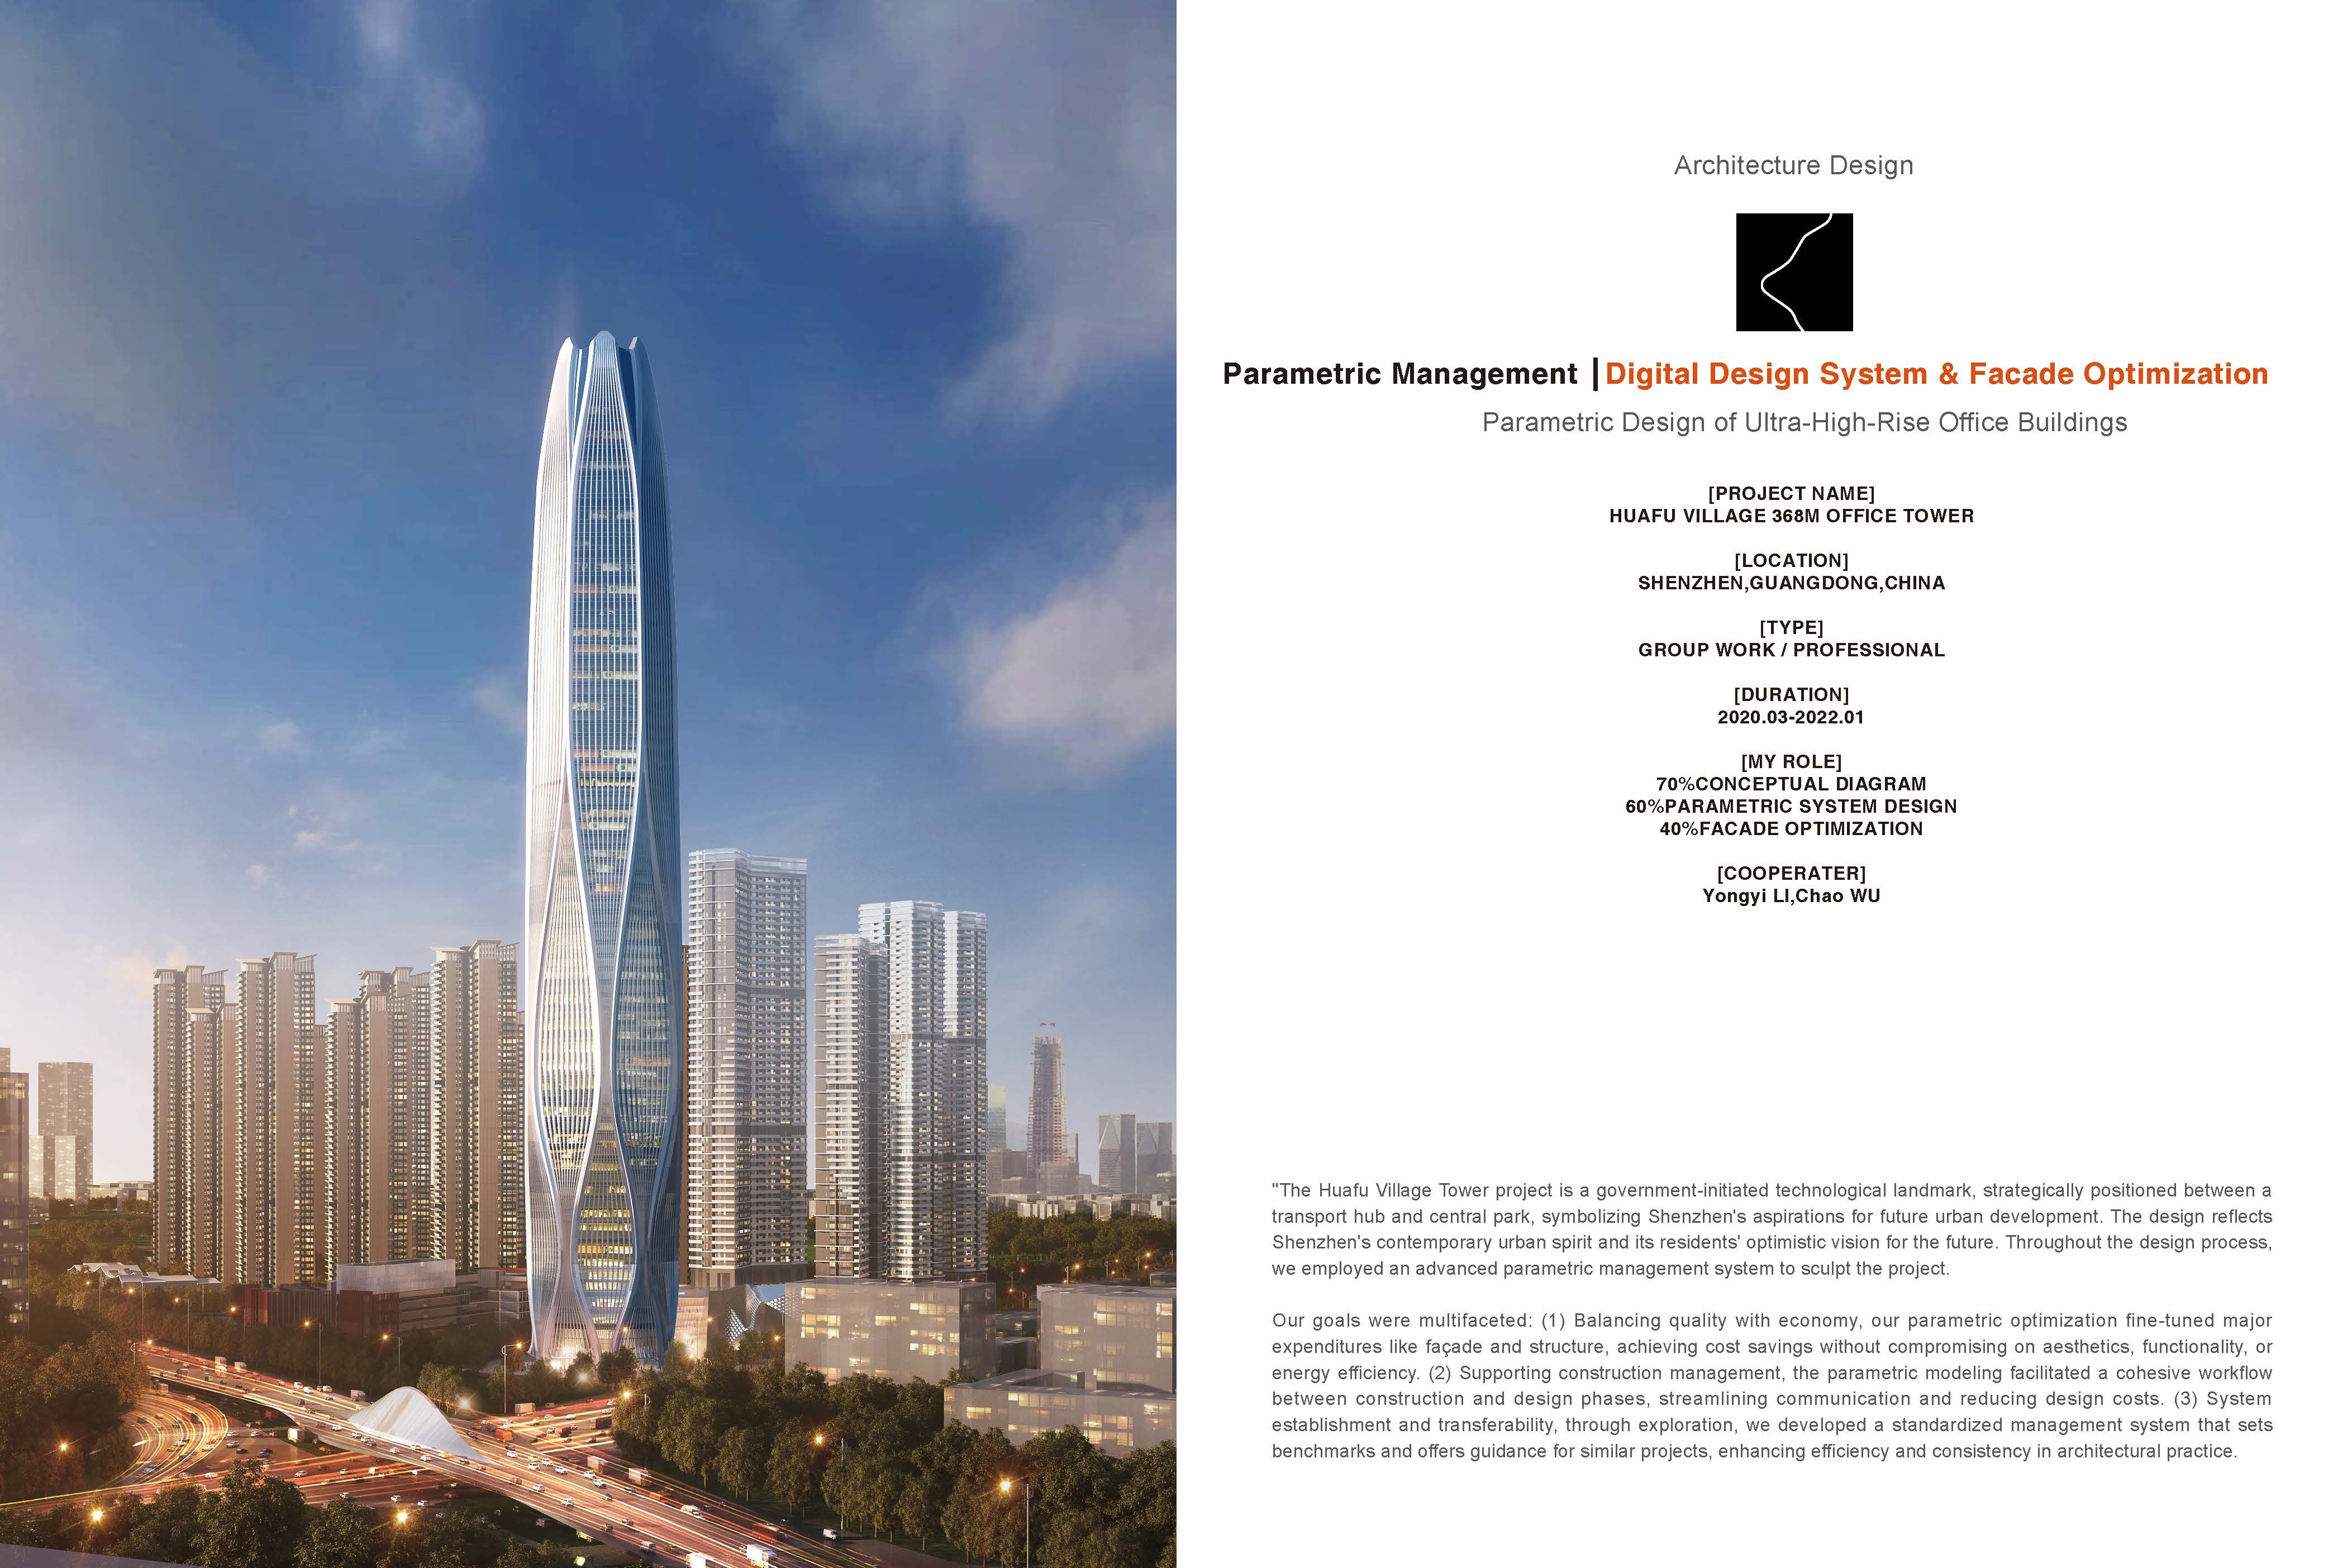 Architecture Design
Parametric Management | Digital Design System & Facade Optimization
Parametric Design of Ultra-High-Rise Office Buildings
[PROJECT NAME]
HUAFU VILLAGE 368M OFFICE TOWER
[LOCATION]
SHENZHEN,GUANGDONG,CHINA
[TYPE]
GROUP WORK / PROFESSIONAL
[DURATION]
2020.03-2022.01
[MY ROLE]
70%CONCEPTUAL DIAGRAM
60%PARAMETRIC SYSTEM DESIGN
40%FACADE OPTIMIZATION
[COOPERATER]
Yongyi LI,Chao WU
"The Huafu Village Tower project is a government-initiated technological landmark, strategically positioned between a
transport hub and central park, symbolizing Shenzhen's aspirations for future urban development. The design reflects
Shenzhen's contemporary urban spirit and its residents' optimistic vision for the future. Throughout the design process,
we employed an advanced parametric management system to sculpt the project.
Our goals were multifaceted: (1) Balancing quality with economy, our parametric optimization fine-tuned major
expenditures like façade and structure, achieving cost savings without compromising on aesthetics, functionality, or
energy efficiency. (2) Supporting construction management, the parametric modeling facilitated a cohesive workflow
between construction and design phases, streamlining communication and reducing design costs. (3) System
establishment and transferability, through exploration, we developed a standardized management system that sets
benchmarks and offers guidance for similar projects, enhancing efficiency and consistency in architectural practice.